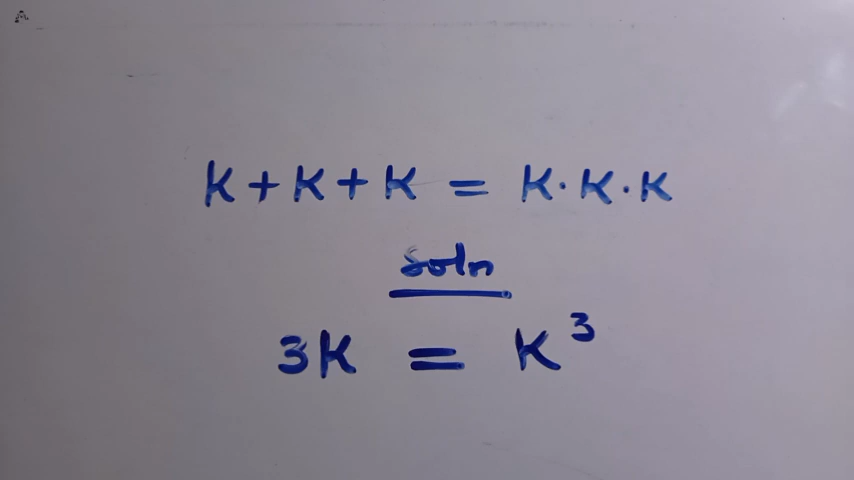 K + K + K = K · K · K
soln
3K = K³